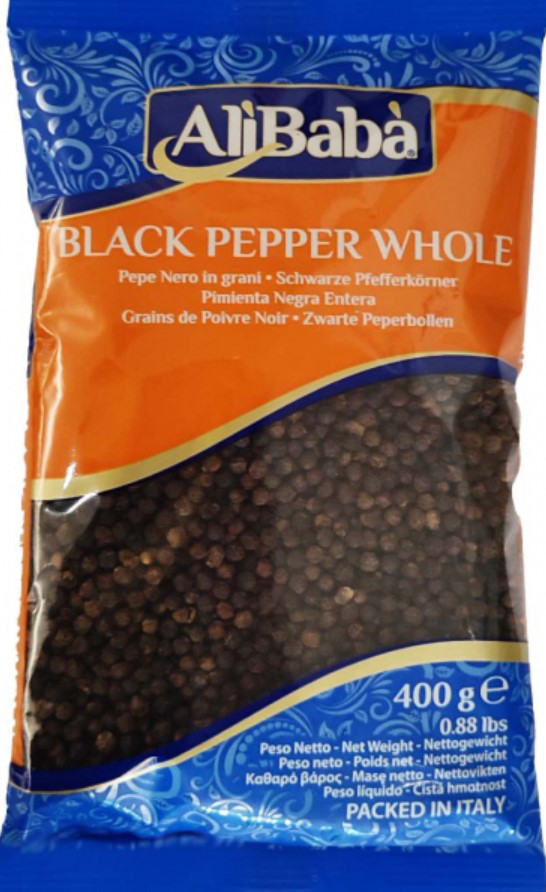 AlìBabà®
BLACK PEPPER WHOLE
Pepe Nero in grani • Schwarze Pfefferkörner
Pimienta Negra Entera
Grains de Poivre Noir • Zwarte Peperbollen
400 g ℮
0.88 lbs
Peso Netto - Net Weight - Nettogewicht
Peso neto - Poids net - Nettogewicht
Καθαρό βάρος - Masę netto - Nettovikten
Peso líquido - Čistá hmotnost
PACKED IN ITALY